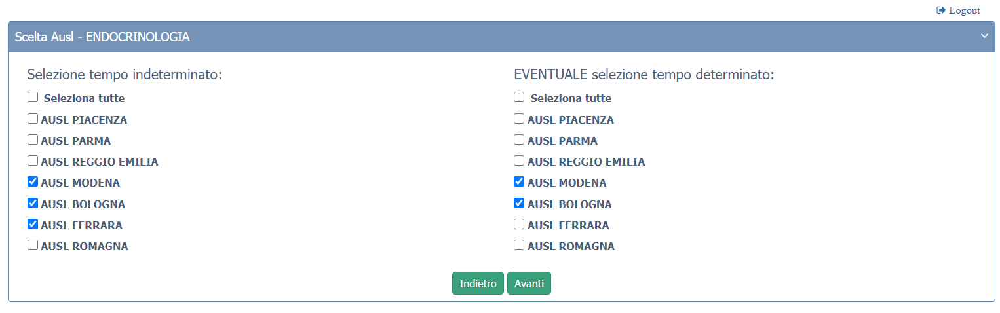 Logout
Scelta Ausl - ENDOCRINOLOGIA
Selezione tempo indeterminato:
Seleziona tutte
AUSL PIACENZA
AUSL PARMA
AUSL REGGIO EMILIA
AUSL MODENA
AUSL BOLOGNA
AUSL FERRARA
AUSL ROMAGNA
EVENTUALE selezione tempo determinato:
Seleziona tutte
AUSL PIACENZA
AUSL PARMA
AUSL REGGIO EMILIA
AUSL MODENA
AUSL BOLOGNA
AUSL FERRARA
AUSL ROMAGNA
Indietro
Avanti